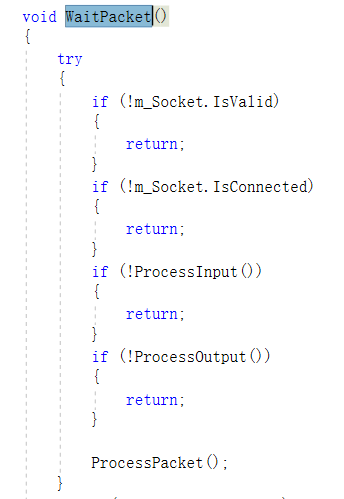 void WaitPacket()
{
try
{
if (!m_Socket.IsValid)
{
return;
}
if (!m_Socket.IsConnected)
{
return;
}
if (!ProcessInput())
{
return;
}
if (!ProcessOutput())
{
return;
}
ProcessPacket();
}